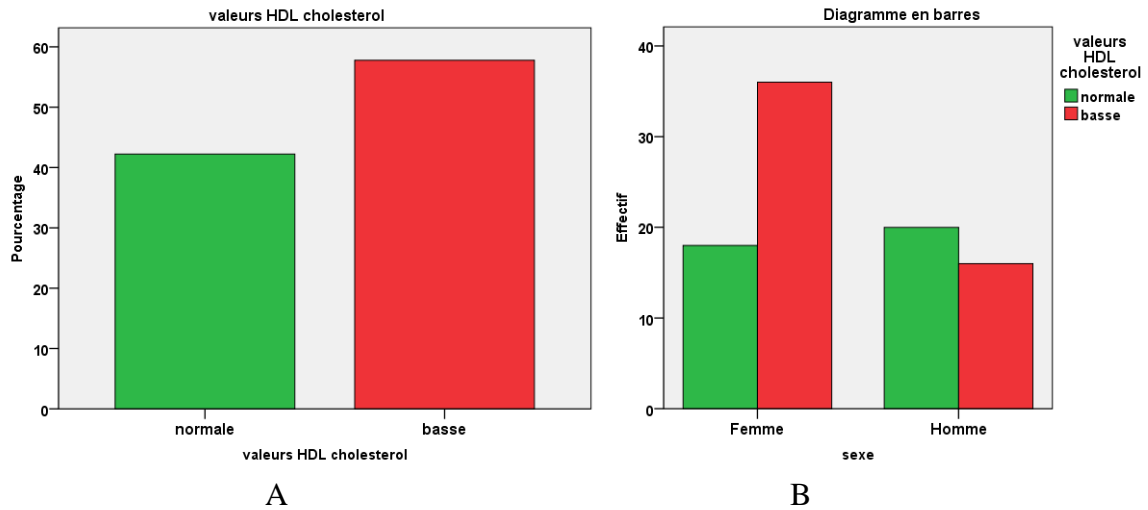 valeurs HDL cholesterol
Pourcentage
60
50
40
30
20
10
0
normale
basse
valeurs HDL cholesterol
A
Diagramme en barres
Effectif
40
30
20
10
0
Femme
Homme
sexe
valeurs
HDL
cholesterol
normale
basse
B